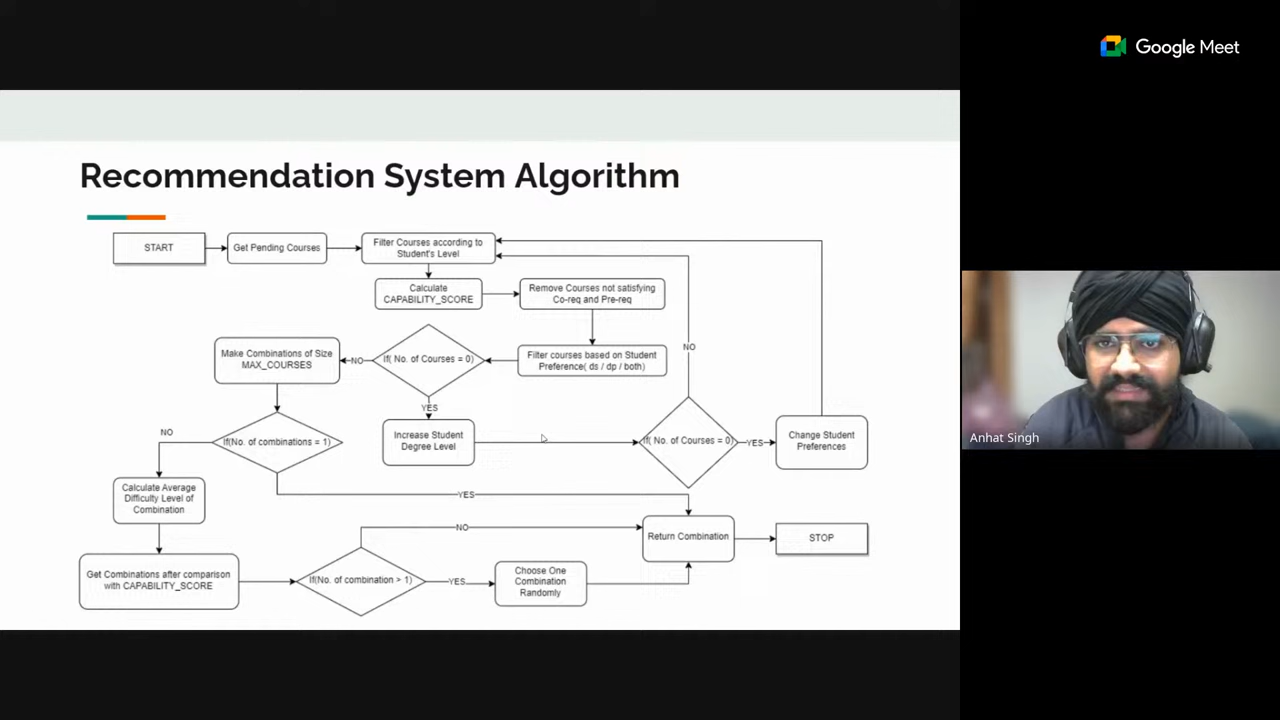 Google Meet
Recommendation System Algorithm
START
Get Pending Courses
Filter Courses according to
Student's Level
Calculate
CAPABILITY_SCORE
Remove Courses not satisfying
Co-req and Pre-req
Make Combinations of Size
MAX_COURSES
NO
If( No. of Courses = 0)
Filter courses based on Student
Preference( ds / dp / both)
NO
YES
NO
If(No. of combinations = 1)
Increase Student
Degree Level
If( No. of Courses = 0)
YES
Change Student
Preferences
Anhat Singh
Calculate Average
Difficulty Level of
Combination
YES
NO
Return Combination
STOP
Get Combinations after comparison
with CAPABILITY_SCORE
If(No. of combination > 1)
YES
Choose One
Combination
Randomly